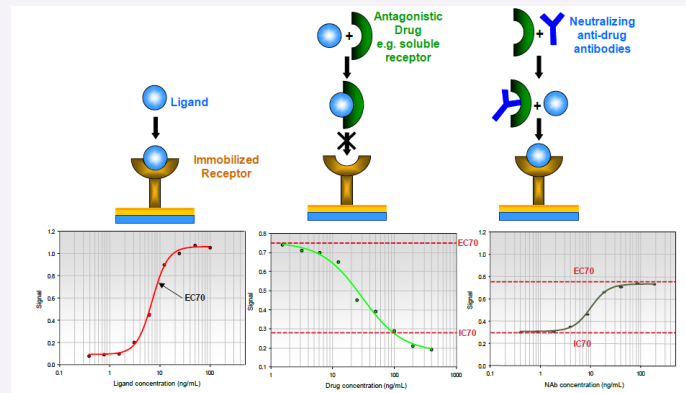 Antagonistic
Drug
e.g. soluble
receptor
Neutralizing
anti-drug
antibodies
+
+
Ligand
+
Immobilized
Receptor
1.2
1.0
0.8
0.6
0.4
0.2
0.0
Signal
EC70
0.1
1
10
100
1000
Ligand concentration (ng/mL)
0.8
0.7
0.6
0.5
0.4
0.3
0.2
0.1
Signal
EC70
IC70
1
10
100
1000
Drug concentration (ng/mL)
1.2
1.0
0.8
0.6
0.4
0.2
0.0
Signal
EC70
IC70
0.1
1
10
100
1000
NAb concentration (ng/mL)